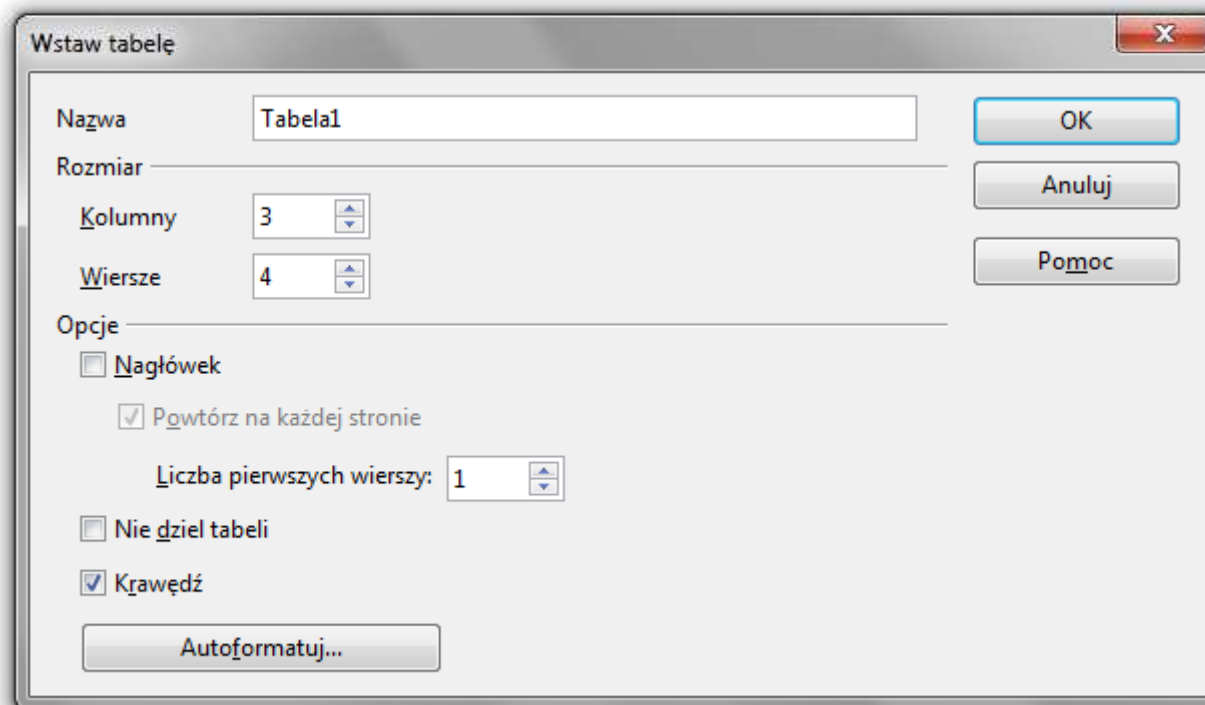 Wstaw tabelę
Nazwa Tabela1
OK
Rozmiar
Anuluj
Kolumny 3
Pomoc
Wiersze 4
Opcje
Nagłówek
Powtórz na każdej stronie
Liczba pierwszych wierszy: 1
Nie dziel tabeli
Krawędź
Autoformatuj...